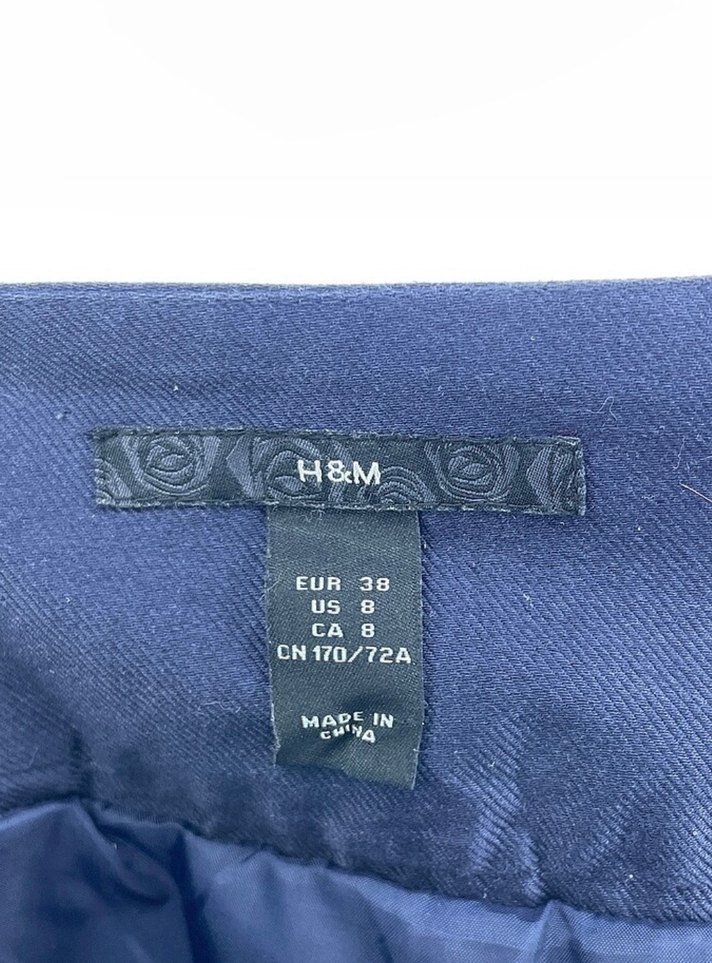 H&M
EUR 38
US 8
CA 8
CN 170/72A
MADE IN
CHINA